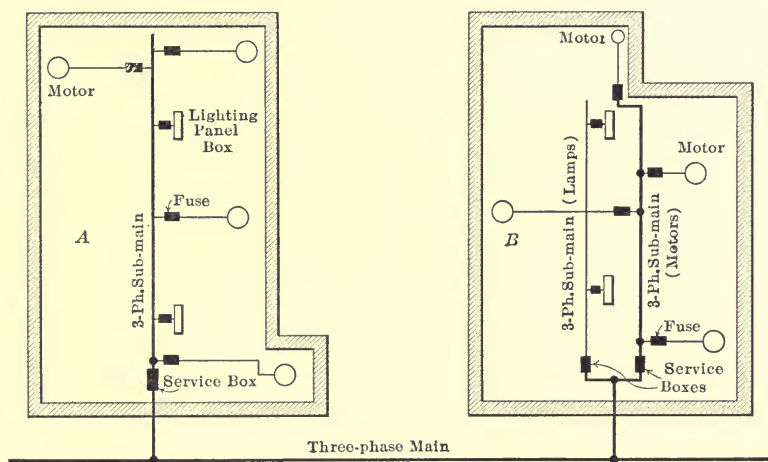 Motor
Lighting
Panel
Box
Fuse
A
3-Ph.Sub-main
Service Box
Motor
Motor
3-Ph.Sub-main (Lamps)
B
3-Ph.Sub-main
(Motors)
Fuse
Service
Boxes
Three-phase Main